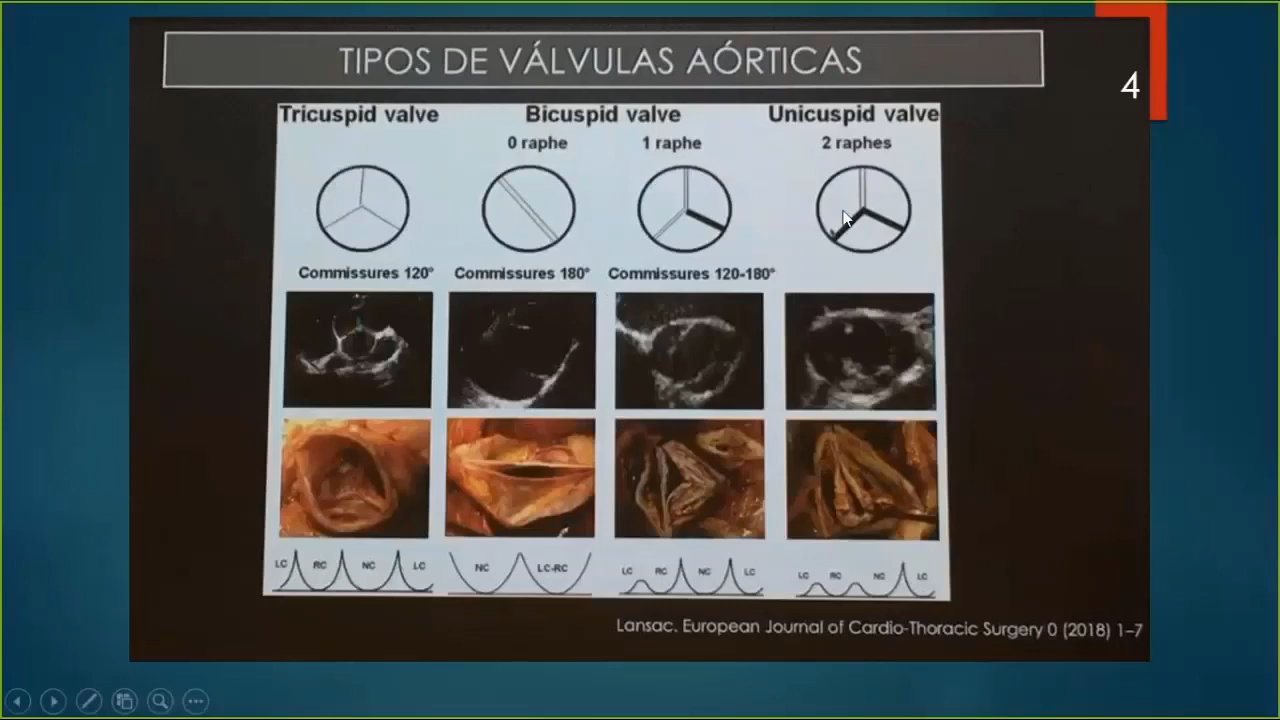 TIPOS DE VÁLVULAS AÓRTICAS
4
Tricuspid valve Bicuspid valve Unicuspid valve
0 raphe 1 raphe 2 raphes
Commissures 120° Commissures 180° Commissures 120-180°
LC RC NC LC NC LC-RC LC RC NC LC LC RC NC LC
Lansac. European Journal of Cardio-Thoracic Surgery 0 (2018) 1–7